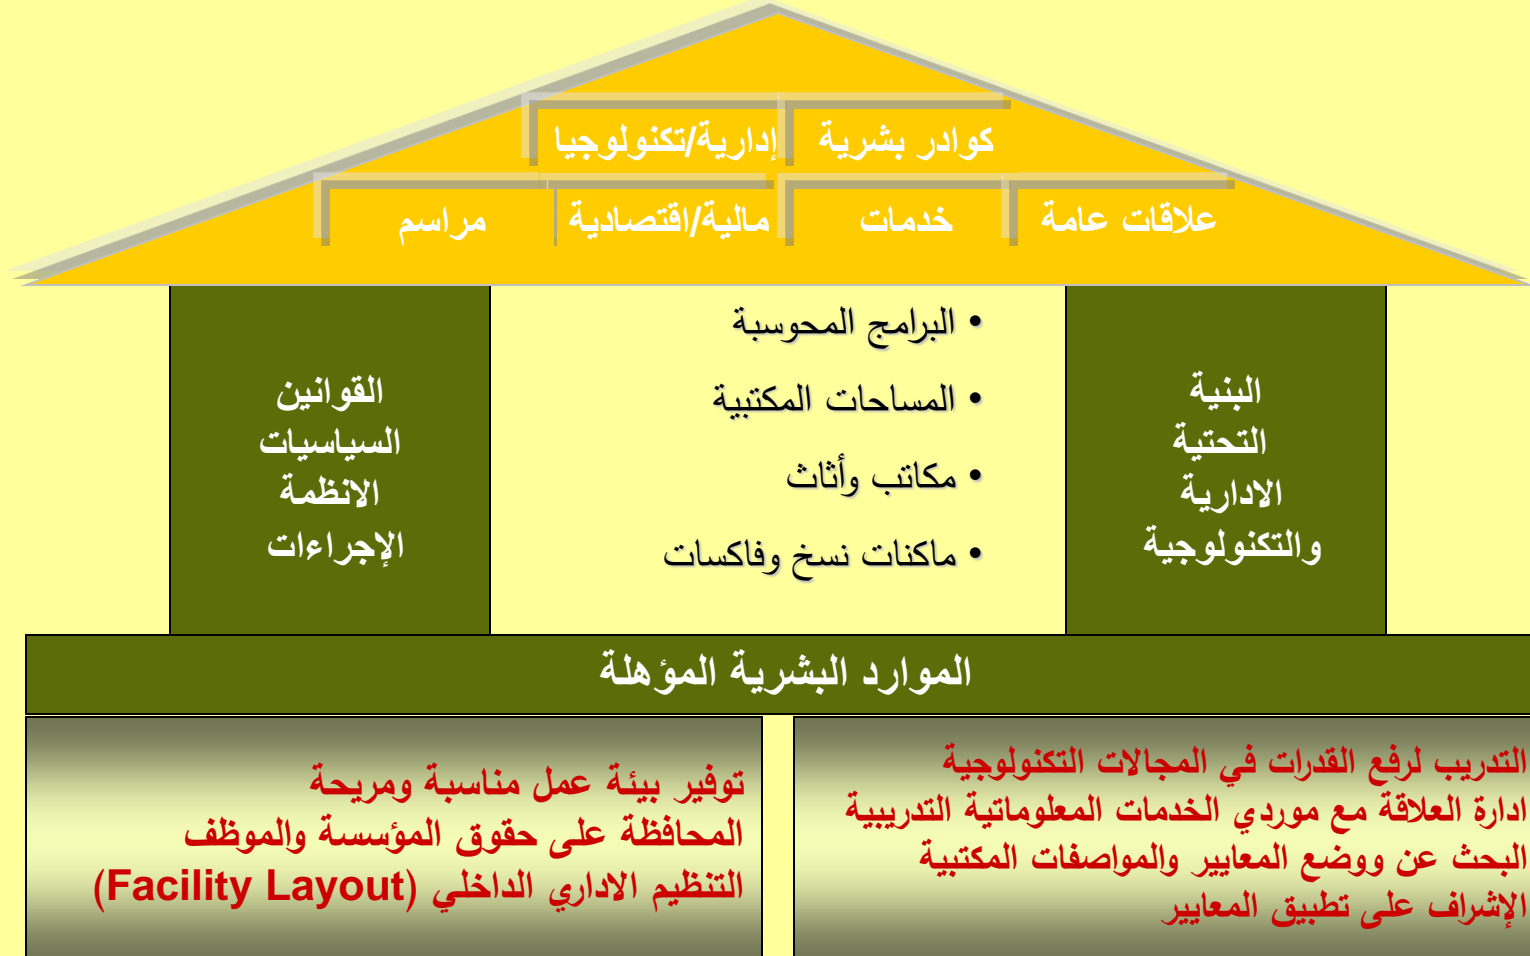 كوادر بشرية
إدارية/تكنولوجيا
علاقات عامة
خدمات
مالية/اقتصادية
مراسم
البنية
التحتية
الادارية
والتكنولوجية
• البرامج المحوسبة
• المساحات المكتبية
• مكاتب وأثاث
• ماكنات نسخ وفاكسات
القوانين
السياسيات
الانظمة
الإجراءات
الموارد البشرية المؤهلة
التدريب لرفع القدرات في المجالات التكنولوجية
ادارة العلاقة مع موردي الخدمات المعلوماتية التدريبية
البحث عن ووضع المعايير والمواصفات المكتبية
الإشراف على تطبيق المعايير
توفير بيئة عمل مناسبة ومريحة
المحافظة على حقوق المؤسسة والموظف
التنظيم الاداري الداخلي (Facility Layout)